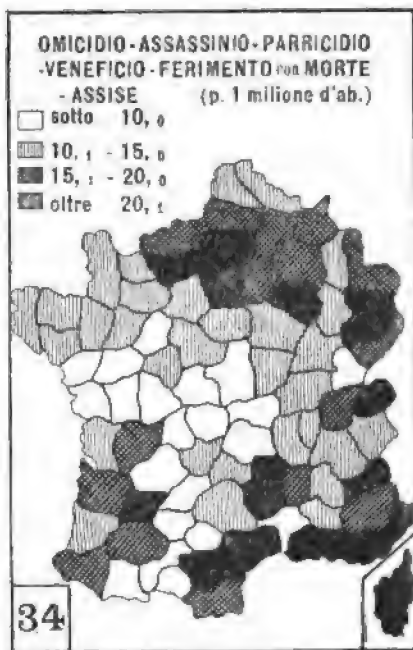 OMICIDIO-ASSASSINIO-PARRICIDIO
-VENEFICIO-FERIMENTO con MORTE
- ASSISE (p. 1 milione d'ab.)
sotto 10,0
10,1 - 15,0
15,1 - 20,0
oltre 20,1
34